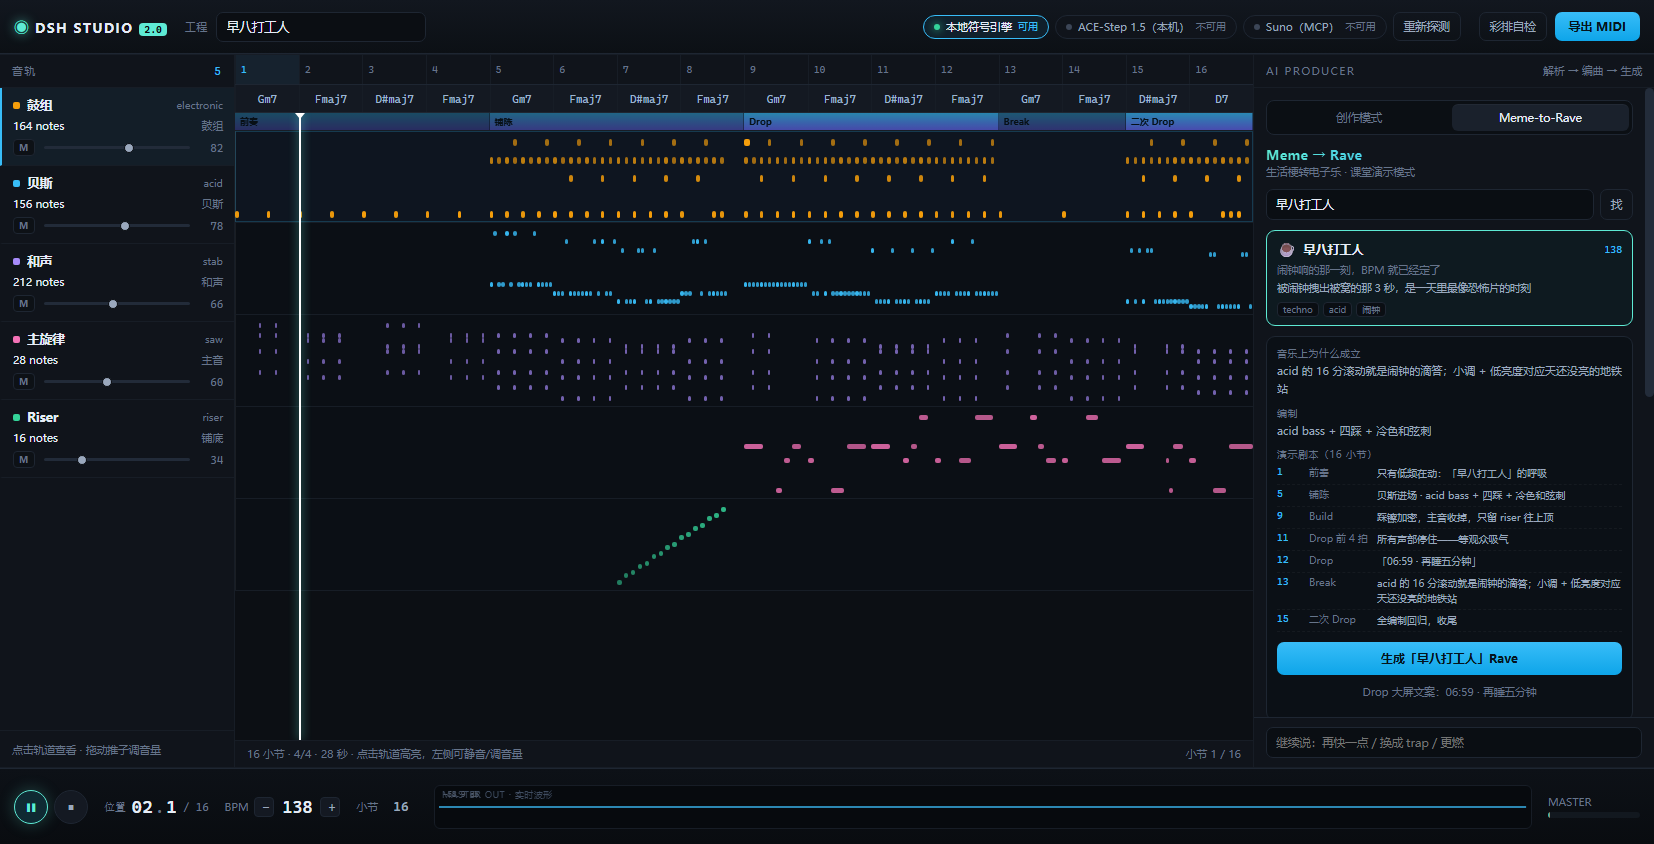 DSH STUDIO 2.0 工程 早八打工人 本地符号引擎 可用 ACE-Step 1.5（本机） 不可用 Suno（MCP） 不可用 重新探测 彩排自检 导出 MIDI
音轨 5
鼓组 electronic
164 notes 鼓组
M 82
贝斯 acid
156 notes 贝斯
M 78
和声 stab
212 notes 和声
M 66
主旋律 saw
28 notes 主音
M 60
Riser riser
16 notes 铺底
M 34
点击轨道查看 · 拖动推子调音量
1 2 3 4 5 6 7 8 9 10 11 12 13 14 15 16
Gm7 Fmaj7 D#maj7 Fmaj7 Gm7 Fmaj7 D#maj7 Fmaj7 Gm7 Fmaj7 D#maj7 Fmaj7 Gm7 Fmaj7 D#maj7 D7
前奏 铺陈 Drop Break 二次 Drop
16 小节 · 4/4 · 28 秒 · 点击轨道高亮，左侧可静音/调音量 小节 1 / 16
AI PRODUCER 解析 → 编曲 → 生成
创作模式 Meme-to-Rave
Meme → Rave
生活梗转电子乐 · 课堂演示模式
早八打工人 找
早八打工人 138
闹钟响的那一刻，BPM 就已经定了
被闹钟拽出被窝的那 3 秒，是一天里最像恐怖片的时刻
techno acid 闹钟
音乐上为什么成立
acid 的 16 分滚动就是闹钟的滴答；小调 + 低亮度对应天还没亮的地铁
站
编制
acid bass + 四踩 + 冷色和弦刺
演示剧本（16 小节）
1 前奏 只有低频在动：「早八打工人」的呼吸
5 铺陈 贝斯进场 · acid bass + 四踩 + 冷色和弦刺
9 Build 踩镲加密，主音收掉，只留 riser 往上顶
11 Drop 前 4 拍 所有声部停住——等观众吸气
12 Drop 「06:59 · 再睡五分钟」
13 Break acid 的 16 分滚动就是闹钟的滴答；小调 + 低亮度对应
天还没亮的地铁站
15 二次 Drop 全编制回归，收尾
生成「早八打工人」Rave
Drop 大屏文案：06:59 · 再睡五分钟
继续说：再快一点 / 换成 trap / 更燃
位置 02.1 / 16 BPM − 138 + 小节 16
MASTER OUT · 实时波形
MASTER